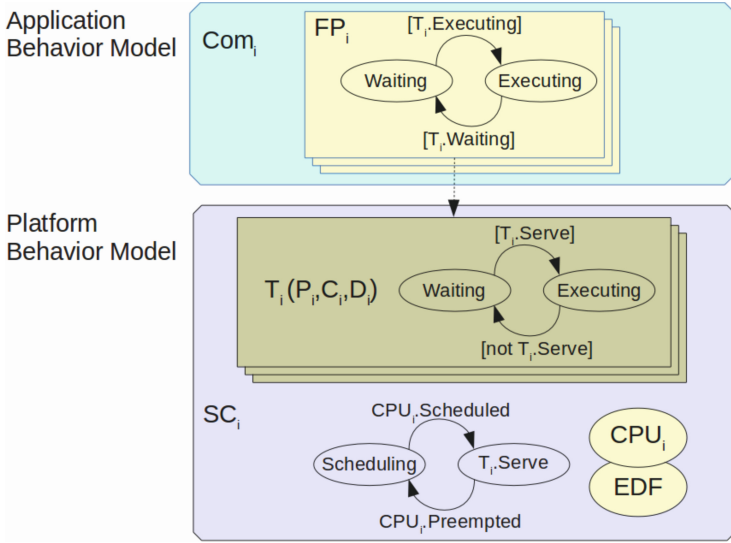 Application
Behavior Model
Com_i
FP_i
[T_i.Executing]
Waiting
Executing
[T_i.Waiting]
Platform
Behavior Model
[T_i.Serve]
T_i(P_i,C_i,D_i)
Waiting
Executing
[not T_i.Serve]
SC_i
CPU_i.Scheduled
Scheduling
T_i.Serve
CPU_i.Preempted
CPU_i
EDF